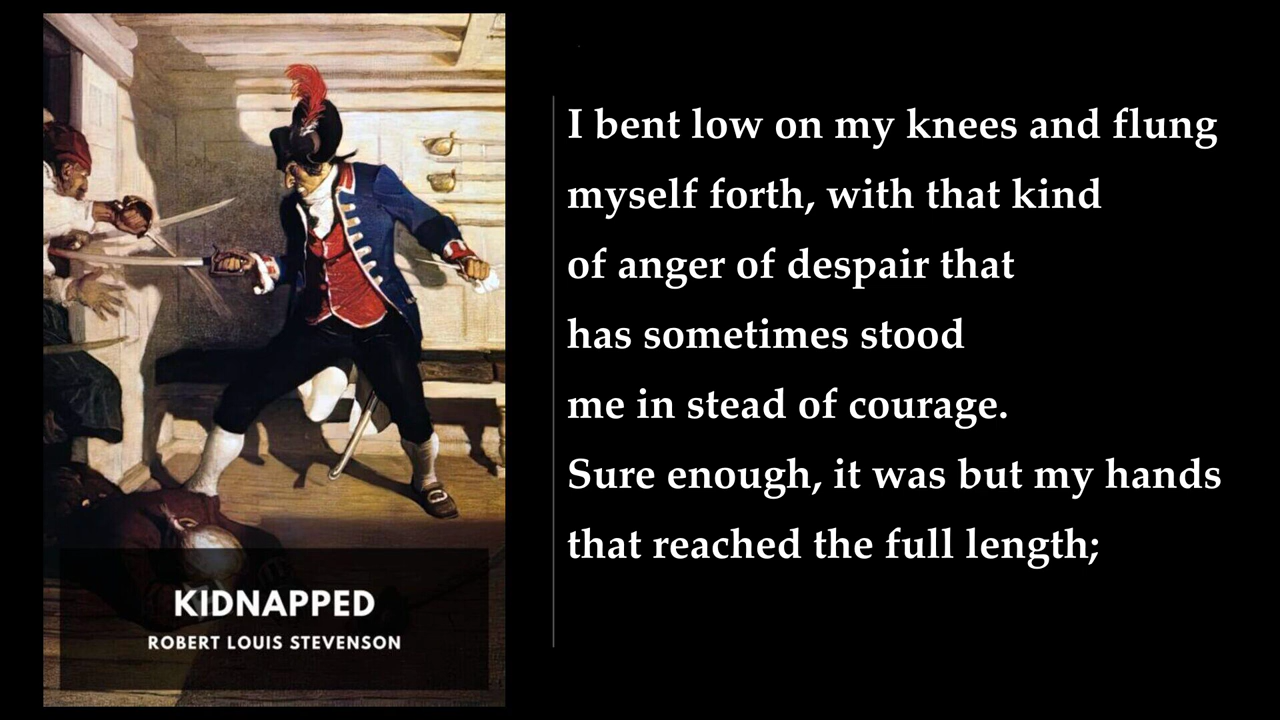 KIDNAPPED
ROBERT LOUIS STEVENSON
I bent low on my knees and flung
myself forth, with that kind
of anger of despair that
has sometimes stood
me in stead of courage.
Sure enough, it was but my hands
that reached the full length;